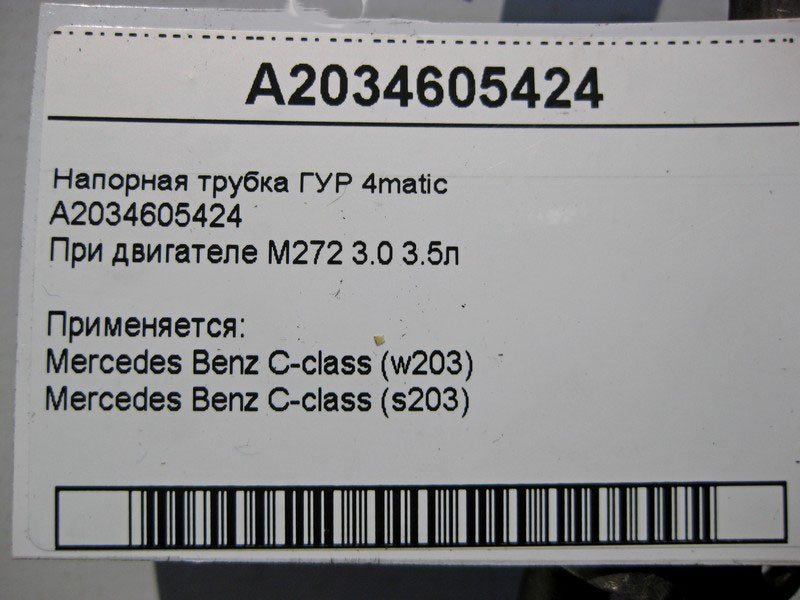 A2034605424
Напорная трубка ГУР 4matic
A2034605424
При двигателе М272 3.0 3.5л
Применяется:
Mercedes Benz C-class (w203)
Mercedes Benz C-class (s203)